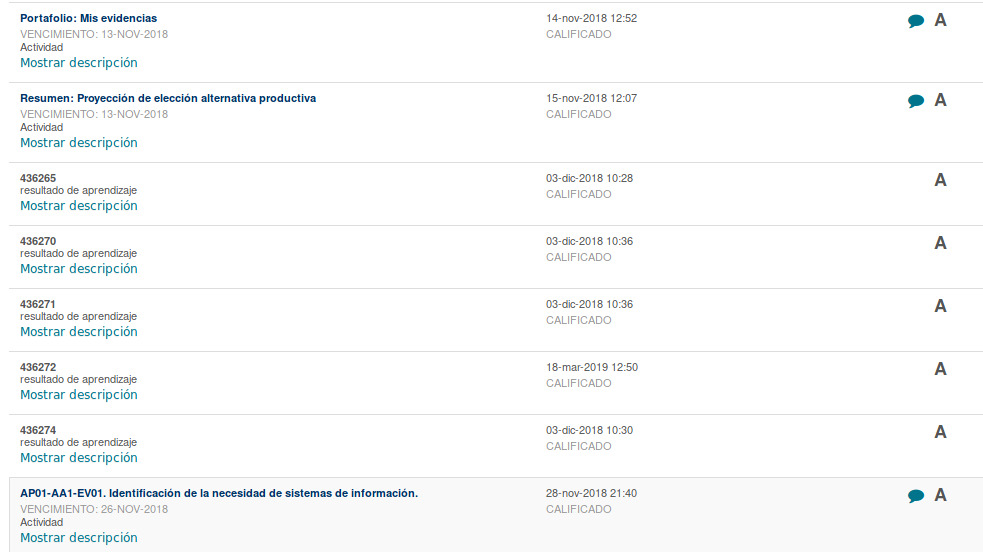 Portafolio: Mis evidencias
14-nov-2018 12:52
A
VENCIMIENTO: 13-NOV-2018
CALIFICADO
Actividad
Mostrar descripción
Resumen: Proyección de elección alternativa productiva
15-nov-2018 12:07
A
VENCIMIENTO: 13-NOV-2018
CALIFICADO
Actividad
Mostrar descripción
436265
03-dic-2018 10:28
A
resultado de aprendizaje
CALIFICADO
Mostrar descripción
436270
03-dic-2018 10:36
A
resultado de aprendizaje
CALIFICADO
Mostrar descripción
436271
03-dic-2018 10:36
A
resultado de aprendizaje
CALIFICADO
Mostrar descripción
436272
18-mar-2019 12:50
A
resultado de aprendizaje
CALIFICADO
Mostrar descripción
436274
03-dic-2018 10:30
A
resultado de aprendizaje
CALIFICADO
Mostrar descripción
AP01-AA1-EV01. Identificación de la necesidad de sistemas de información.
28-nov-2018 21:40
A
VENCIMIENTO: 26-NOV-2018
CALIFICADO
Actividad
Mostrar descripción